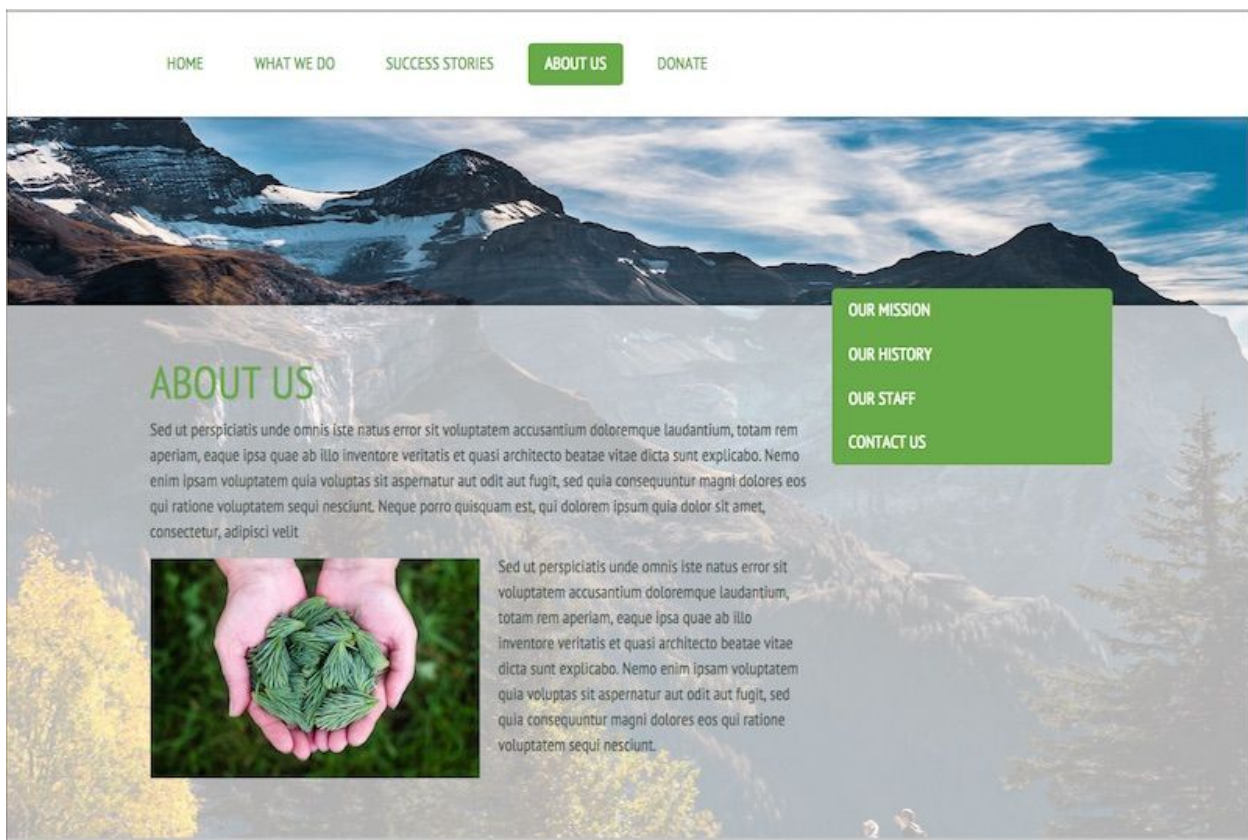 HOME WHAT WE DO SUCCESS STORIES ABOUT US DONATE
OUR MISSION
OUR HISTORY
OUR STAFF
CONTACT US
ABOUT US
Sed ut perspiciatis unde omnis iste natus error sit voluptatem accusantium doloremque laudantium, totam rem
aperiam, eaque ipsa quae ab illo inventore veritatis et quasi architecto beatae vitae dicta sunt explicabo. Nemo
enim ipsam voluptatem quia voluptas sit aspernatur aut odit aut fugit, sed quia consequuntur magni dolores eos
qui ratione voluptatem sequi nesciunt. Neque porro quisquam est, qui dolorem ipsum quia dolor sit amet,
consectetur, adipisci velit
Sed ut perspiciatis unde omnis iste natus error sit
voluptatem accusantium doloremque laudantium,
totam rem aperiam, eaque ipsa quae ab illo
inventore veritatis et quasi architecto beatae vitae
dicta sunt explicabo. Nemo enim ipsam voluptatem
quia voluptas sit aspernatur aut odit aut fugit, sed
quia consequuntur magni dolores eos qui ratione
voluptatem sequi nesciunt.